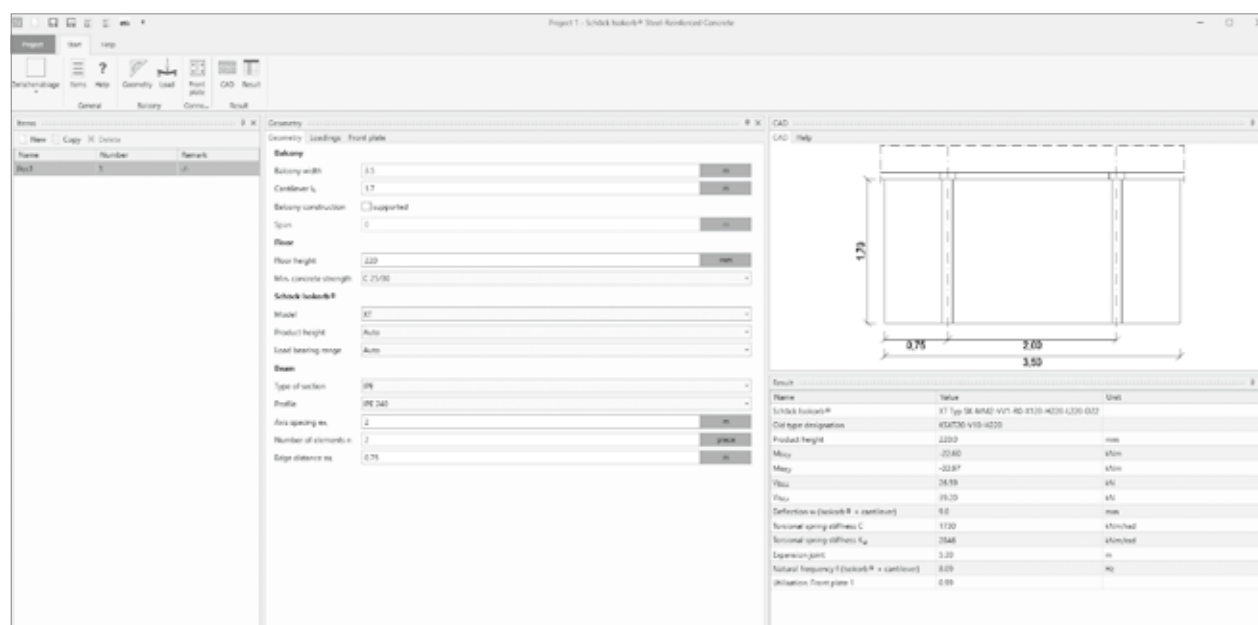 Project 1 - Schöck Isokorb® Steel-Reinforced Concrete
Project Start Help
Items Help Geometry Load Front plate CAD Result
General Balcony Result
Items
New Copy Delete
Name Number Remark
Geometry
Geometry Loadings Front plate
Balcony
Balcony width 3.5 m
Cantilever lₖ 1.7 m
Balcony construction supported
Span 0 m
Floor
Floor height 220 mm
Min. concrete strength C 25/30
Schöck Isokorb®
Model XT
Product height Auto
Load bearing range Auto
Beam
Type of section IPE
Profile IPE 240
Axis spacing 2 m
Number of elements n 2 piece
Edge distance 0.75 m
CAD
CAD Help
1,70
0,75 2,00
3,50
Result
Name Value Unit
Schöck Isokorb®
Old type designation
Product height 220.0 mm
-22.60 kNm
kNm
kN
kN
Deflection w (Isokorb® + cantilever) 9.0 mm
Torsional spring stiffness C 1730 kNm/rad
Torsional spring stiffness kNm/rad
Expansion joint 5.20 m
Natural frequency f (Isokorb® + cantilever) Hz
Utilisation Front plate 1 0.99